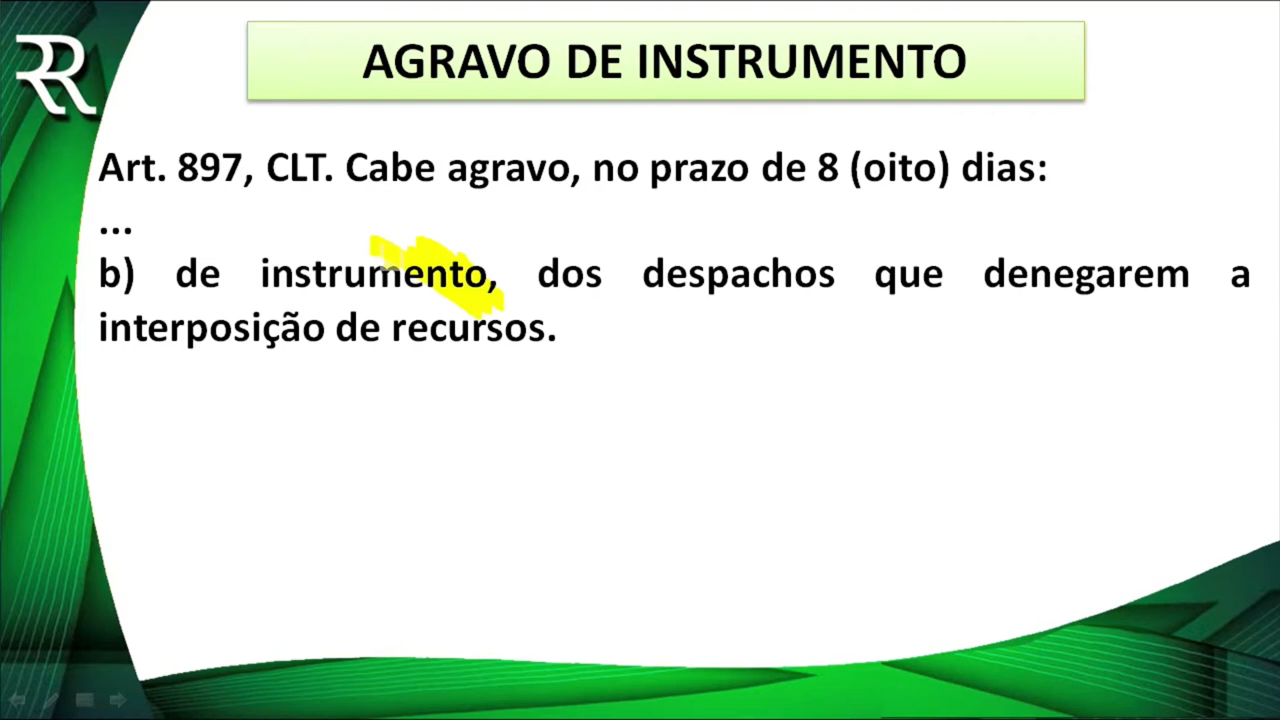 AGRAVO DE INSTRUMENTO
Art. 897, CLT. Cabe agravo, no prazo de 8 (oito) dias:
...
b) de instrumento, dos despachos que denegarem a
interposição de recursos.